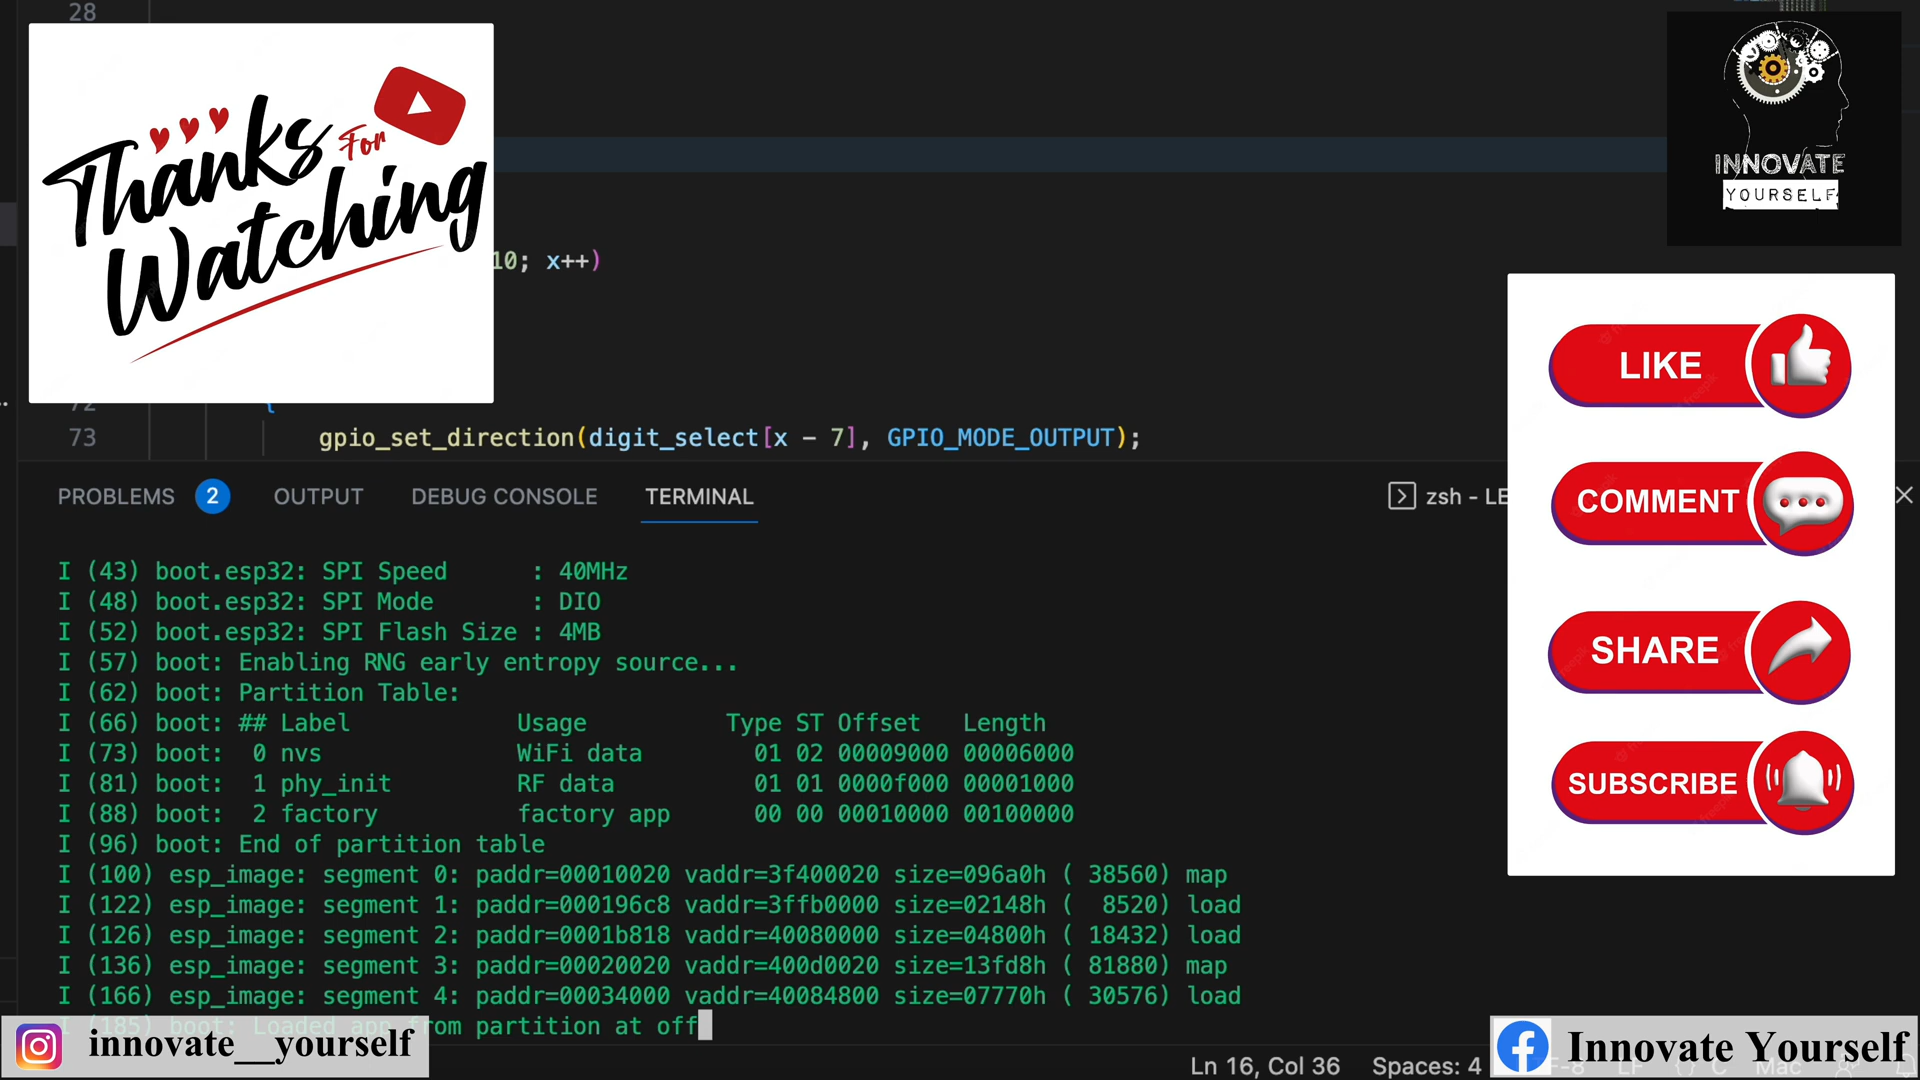 28
Thanks For
Watching
INNOVATE
YOURSELF
10; x++)
72 {
73 gpio_set_direction(digit_select[x - 7], GPIO_MODE_OUTPUT);
LIKE
COMMENT
SHARE
SUBSCRIBE
PROBLEMS 2 OUTPUT DEBUG CONSOLE TERMINAL zsh - LE
I (43) boot.esp32: SPI Speed : 40MHz
I (48) boot.esp32: SPI Mode : DIO
I (52) boot.esp32: SPI Flash Size : 4MB
I (57) boot: Enabling RNG early entropy source...
I (62) boot: Partition Table:
I (66) boot: ## Label Usage Type ST Offset Length
I (73) boot: 0 nvs WiFi data 01 02 00009000 00006000
I (81) boot: 1 phy_init RF data 01 01 0000f000 00001000
I (88) boot: 2 factory factory app 00 00 00010000 00100000
I (96) boot: End of partition table
I (100) esp_image: segment 0: paddr=00010020 vaddr=3f400020 size=096a0h ( 38560) map
I (122) esp_image: segment 1: paddr=000196c8 vaddr=3ffb0000 size=02148h ( 8520) load
I (126) esp_image: segment 2: paddr=0001b818 vaddr=40080000 size=04800h ( 18432) load
I (136) esp_image: segment 3: paddr=00020020 vaddr=400d0020 size=13fd8h ( 81880) map
I (166) esp_image: segment 4: paddr=00034000 vaddr=40084800 size=07770h ( 30576) load
I (185) boot: Loaded app from partition at off
innovate__yourself
Ln 16, Col 36 Spaces: 4
Innovate Yourself